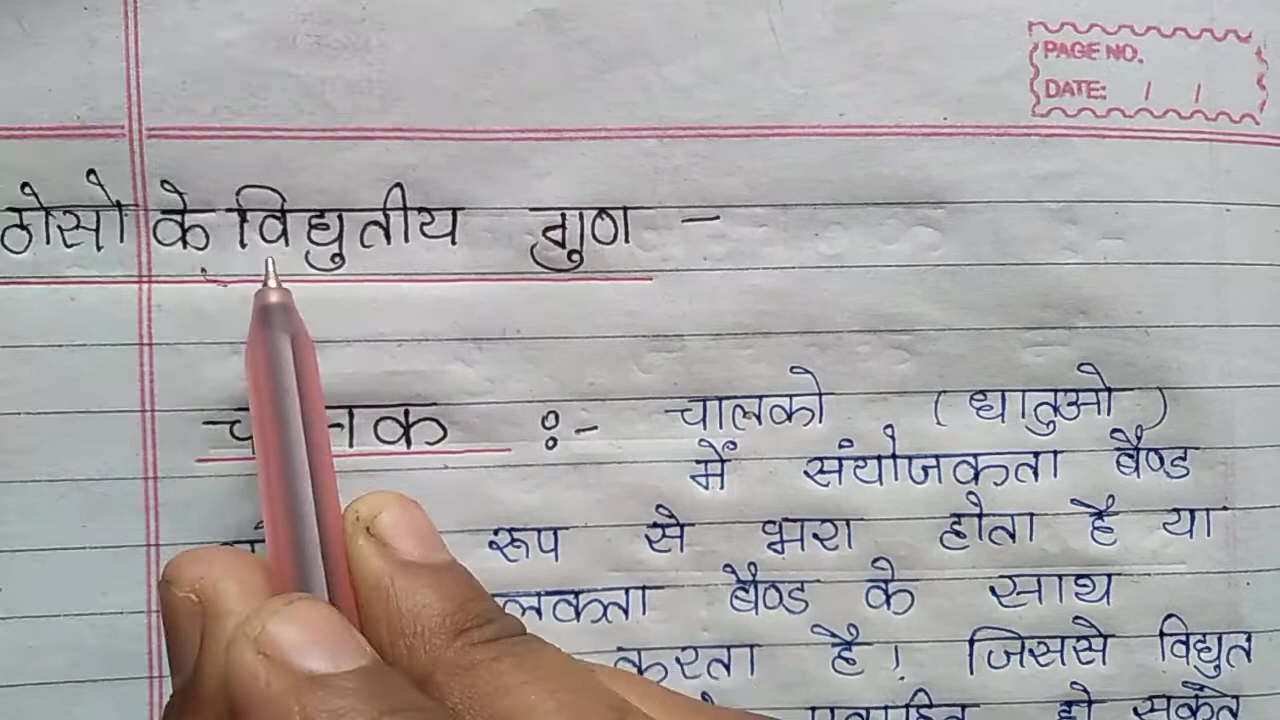 PAGE NO.
DATE: / /
ठोसो के विद्युतीय गुण -
चालक :- चालको (धातुओ)
में संयोजकता बैण्ड
रूप से भरा होता है या
बैण्ड के साथ
करता है। जिससे विद्युत
हो सकते